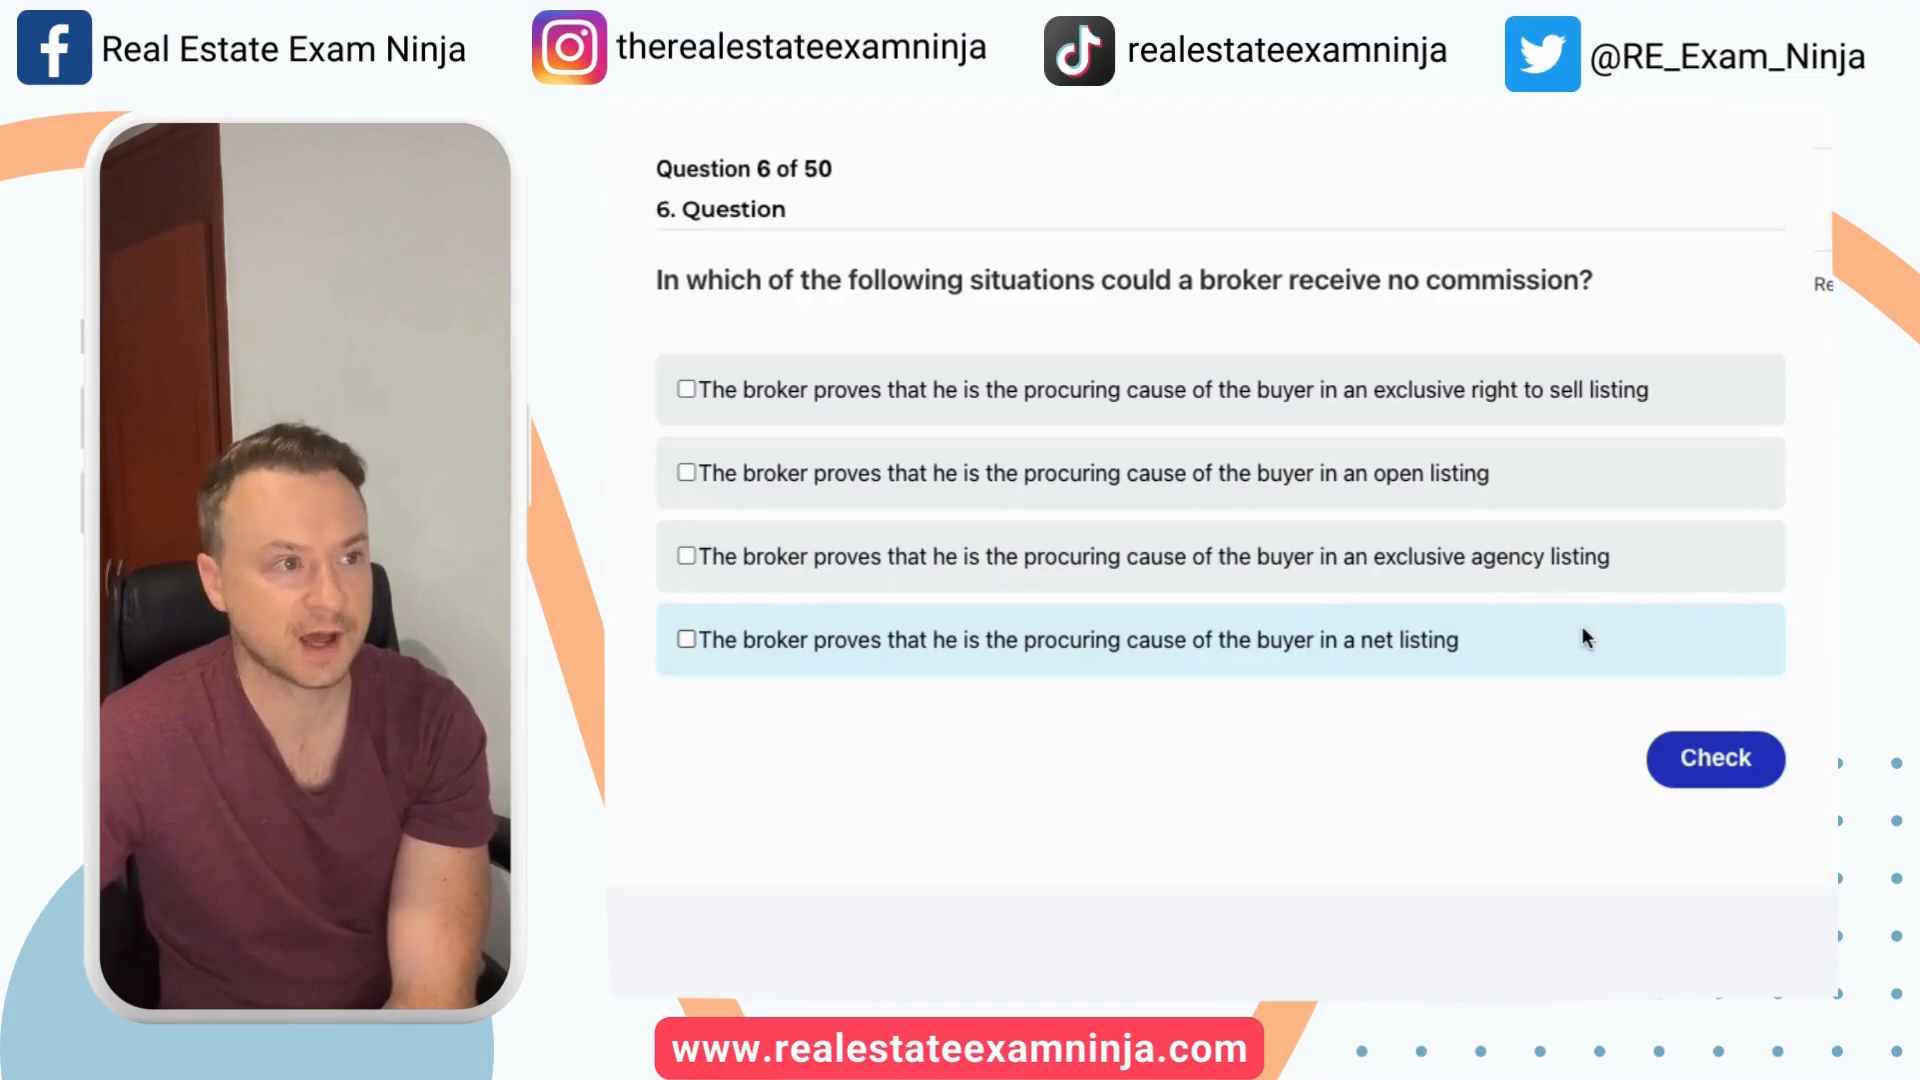 Real Estate Exam Ninja
therealestateexamninja
realestateexamninja
@RE_Exam_Ninja
Question 6 of 50
6. Question
In which of the following situations could a broker receive no commission?
Re
The broker proves that he is the procuring cause of the buyer in an exclusive right to sell listing
The broker proves that he is the procuring cause of the buyer in an open listing
The broker proves that he is the procuring cause of the buyer in an exclusive agency listing
The broker proves that he is the procuring cause of the buyer in a net listing
Check
www.realestateexamninja.com